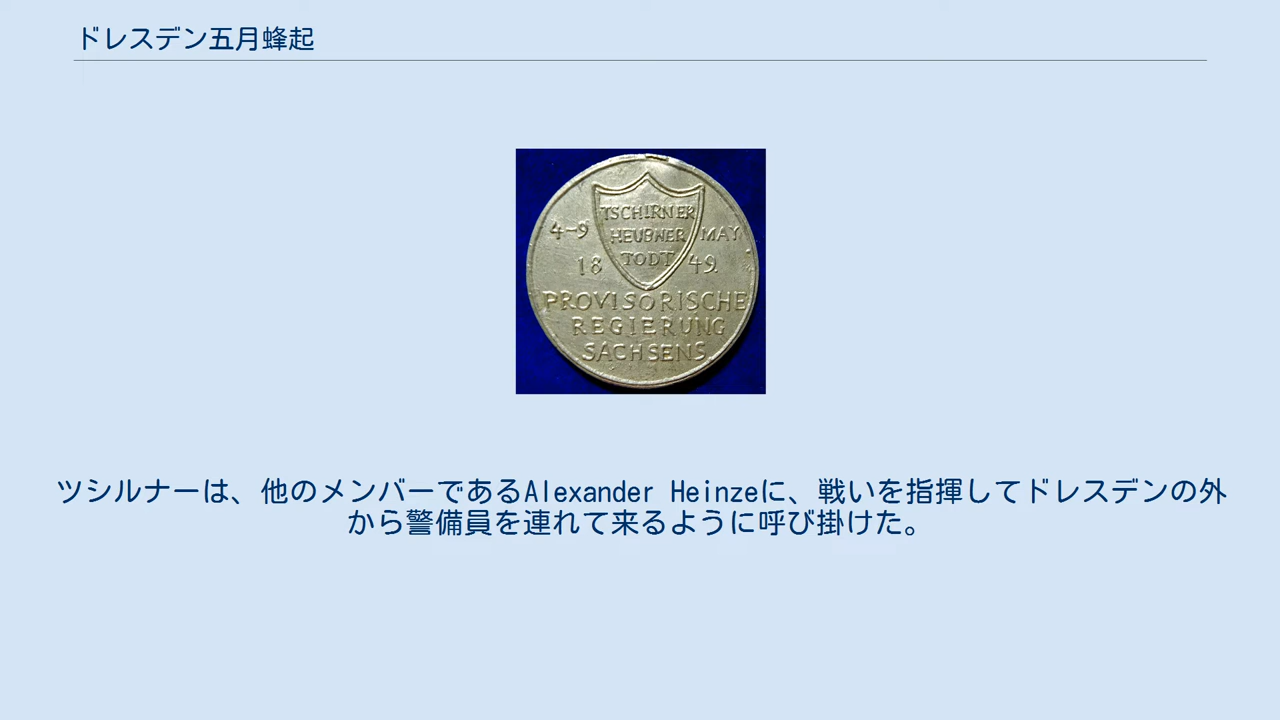 ドレスデン五月蜂起
TSCHIRNER
4-9 HEUBNER MAY
18 TODT 49.
PROVISORISCHE
REGIERUNG
SACHSENS
ツシルナーは、他のメンバーであるAlexander Heinzeに、戦いを指揮してドレスデンの外
から警備員を連れて来るように呼び掛けた。